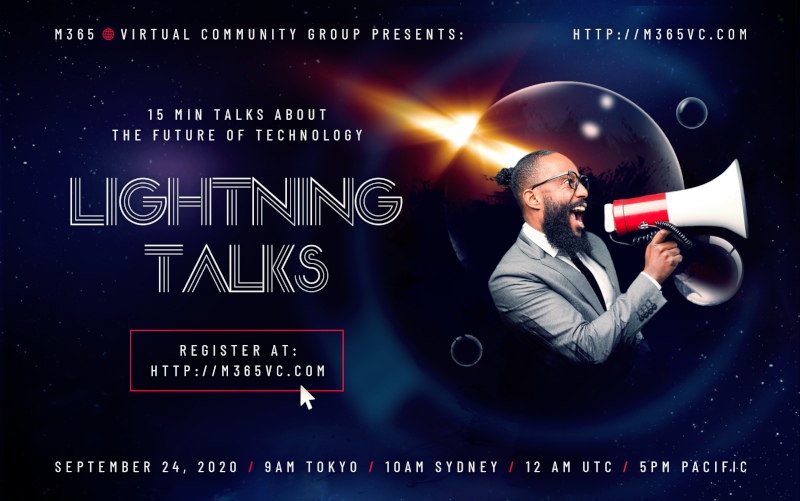 M365 VIRTUAL COMMUNITY GROUP PRESENTS:
HTTP://M365VC.COM
15 MIN TALKS ABOUT
THE FUTURE OF TECHNOLOGY
LIGHTNING
TALKS
REGISTER AT:
HTTP://M365VC.COM
SEPTEMBER 24, 2020 / 9AM TOKYO / 10AM SYDNEY / 12 AM UTC / 5PM PACIFIC